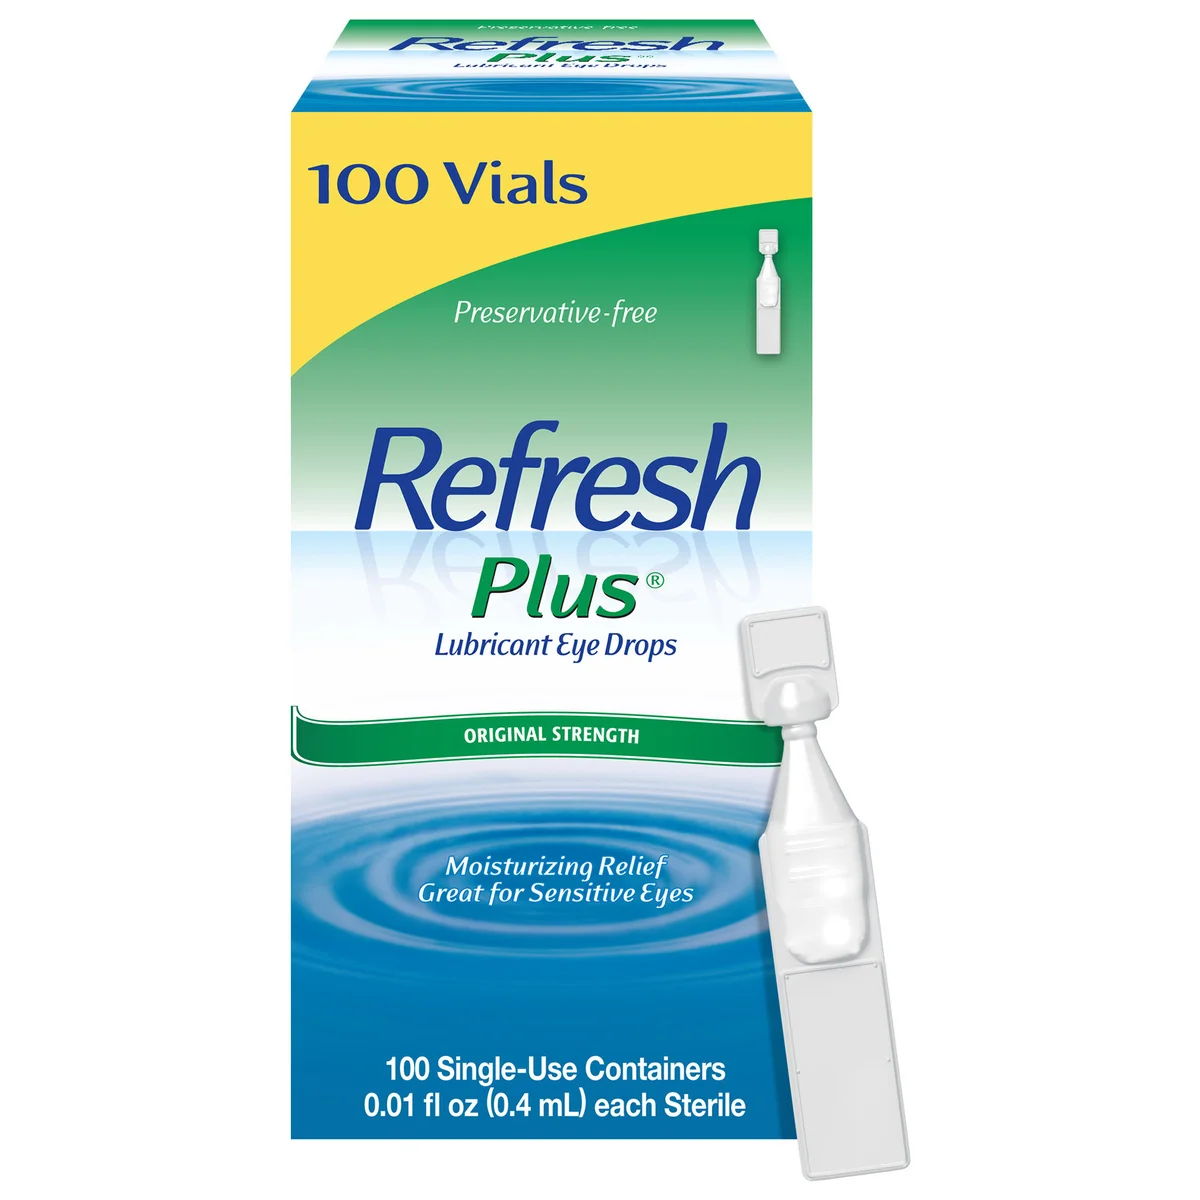 Preservative-free
Refresh
Plus®
Lubricant Eye Drops
100 Vials
Preservative-free
Refresh
Plus®
Lubricant Eye Drops
ORIGINAL STRENGTH
Moisturizing Relief
Great for Sensitive Eyes
100 Single-Use Containers
0.01 fl oz (0.4 mL) each Sterile